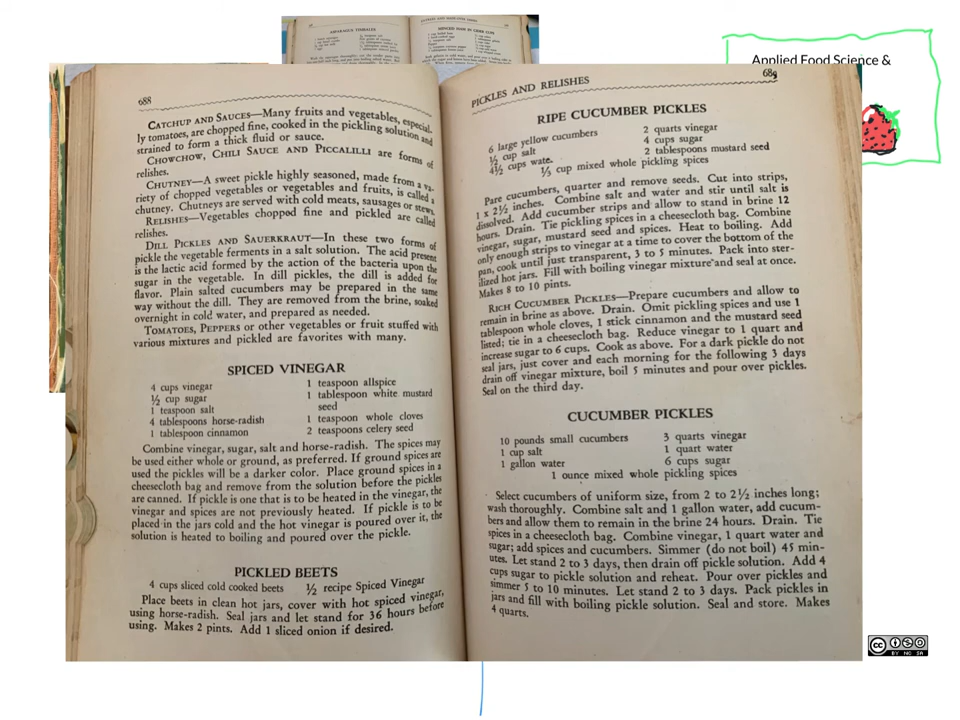 Applied Food Science &
688
CATCHUP AND SAUCES—Many fruits and vegetables, especial-
ly tomatoes, are chopped fine, cooked in the pickling solution and
strained to form a thick fluid or sauce.
CHOWCHOW, CHILI SAUCE AND PICCALILLI are forms of
relishes.
CHUTNEY—A sweet pickle highly seasoned, made from a va-
riety of chopped vegetables or vegetables and fruits, is called a
chutney. Chutneys are served with cold meats, sausages or stews.
RELISHES—Vegetables chopped fine and pickled are called
relishes.
DILL PICKLES AND SAUERKRAUT—In these two forms of
pickle the vegetable ferments in a salt solution. The acid present
is the lactic acid formed by the action of the bacteria upon the
sugar in the vegetable. In dill pickles, the dill is added for
flavor. Plain salted cucumbers may be prepared in the same
way without the dill. They are removed from the brine, soaked
overnight in cold water, and prepared as needed.
TOMATOES, PEPPERS or other vegetables or fruit stuffed with
various mixtures and pickled are favorites with many.
SPICED VINEGAR
4 cups vinegar
½ cup sugar
1 teaspoon salt
4 tablespoons horse-radish
1 tablespoon cinnamon
1 teaspoon allspice
1 tablespoon white mustard
seed
1 teaspoon whole cloves
2 teaspoons celery seed
Combine vinegar, sugar, salt and horse-radish. The spices may
be used either whole or ground, as preferred. If ground spices are
used the pickles will be a darker color. Place ground spices in a
cheesecloth bag and remove from the solution before the pickles
are canned. If pickle is one that is to be heated in the vinegar, the
vinegar and spices are not previously heated. If pickle is to be
placed in the jars cold and the hot vinegar is poured over it, the
solution is heated to boiling and poured over the pickle.
PICKLED BEETS
4 cups sliced cold cooked beets ½ recipe Spiced Vinegar
Place beets in clean hot jars, cover with hot spiced vinegar,
using horse-radish. Seal jars and let stand for 36 hours before
using. Makes 2 pints. Add 1 sliced onion if desired.
PICKLES AND RELISHES 689
RIPE CUCUMBER PICKLES
6 large yellow cucumbers
½ cup salt
4½ cups water
2 quarts vinegar
4 cups sugar
2 tablespoons mustard seed
⅓ cup mixed whole pickling spices
Pare cucumbers, quarter and remove seeds. Cut into strips,
1 x 2½ inches. Combine salt and water and stir until salt is
dissolved. Add cucumber strips and allow to stand in brine 12
hours. Drain. Tie pickling spices in a cheesecloth bag. Combine
vinegar, sugar, mustard seed and spices. Heat to boiling. Add
only enough strips to vinegar at a time to cover the bottom of the
pan, cook until just transparent, 3 to 5 minutes. Pack into ster-
ilized hot jars. Fill with boiling vinegar mixture and seal at once.
Makes 8 to 10 pints.
RICH CUCUMBER PICKLES—Prepare cucumbers and allow to
remain in brine as above. Drain. Omit pickling spices and use 1
tablespoon whole cloves, 1 stick cinnamon and the mustard seed
listed; tie in a cheesecloth bag. Reduce vinegar to 1 quart and
increase sugar to 6 cups. Cook as above. For a dark pickle do not
seal jars, just cover and each morning for the following 3 days
drain off vinegar mixture, boil 5 minutes and pour over pickles.
Seal on the third day.
CUCUMBER PICKLES
10 pounds small cucumbers
1 cup salt
1 gallon water
3 quarts vinegar
1 quart water
6 cups sugar
1 ounce mixed whole pickling spices
Select cucumbers of uniform size, from 2 to 2½ inches long;
wash thoroughly. Combine salt and 1 gallon water, add cucum-
bers and allow them to remain in the brine 24 hours. Drain. Tie
spices in a cheesecloth bag. Combine vinegar, 1 quart water and
sugar; add spices and cucumbers. Simmer (do not boil) 45 min-
utes. Let stand 2 to 3 days, then drain off pickle solution. Add 4
cups sugar to pickle solution and reheat. Pour over pickles and
simmer 5 to 10 minutes. Let stand 2 to 3 days. Pack pickles in
jars and fill with boiling pickle solution. Seal and store. Makes
4 quarts.
BY NC SA